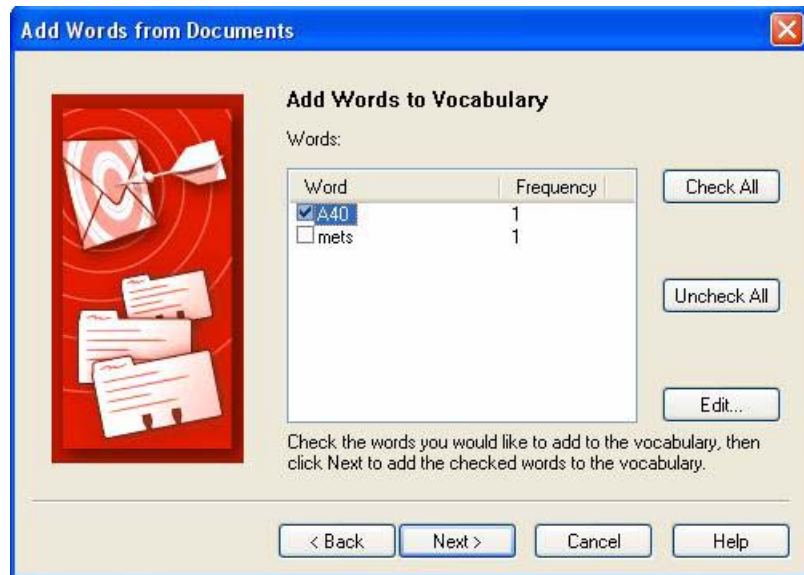 Add Words from Documents
Add Words to Vocabulary
Words:
Word Frequency
A40 1
mets 1
Check All
Uncheck All
Edit...
Check the words you would like to add to the vocabulary, then
click Next to add the checked words to the vocabulary.
< Back Next > Cancel Help